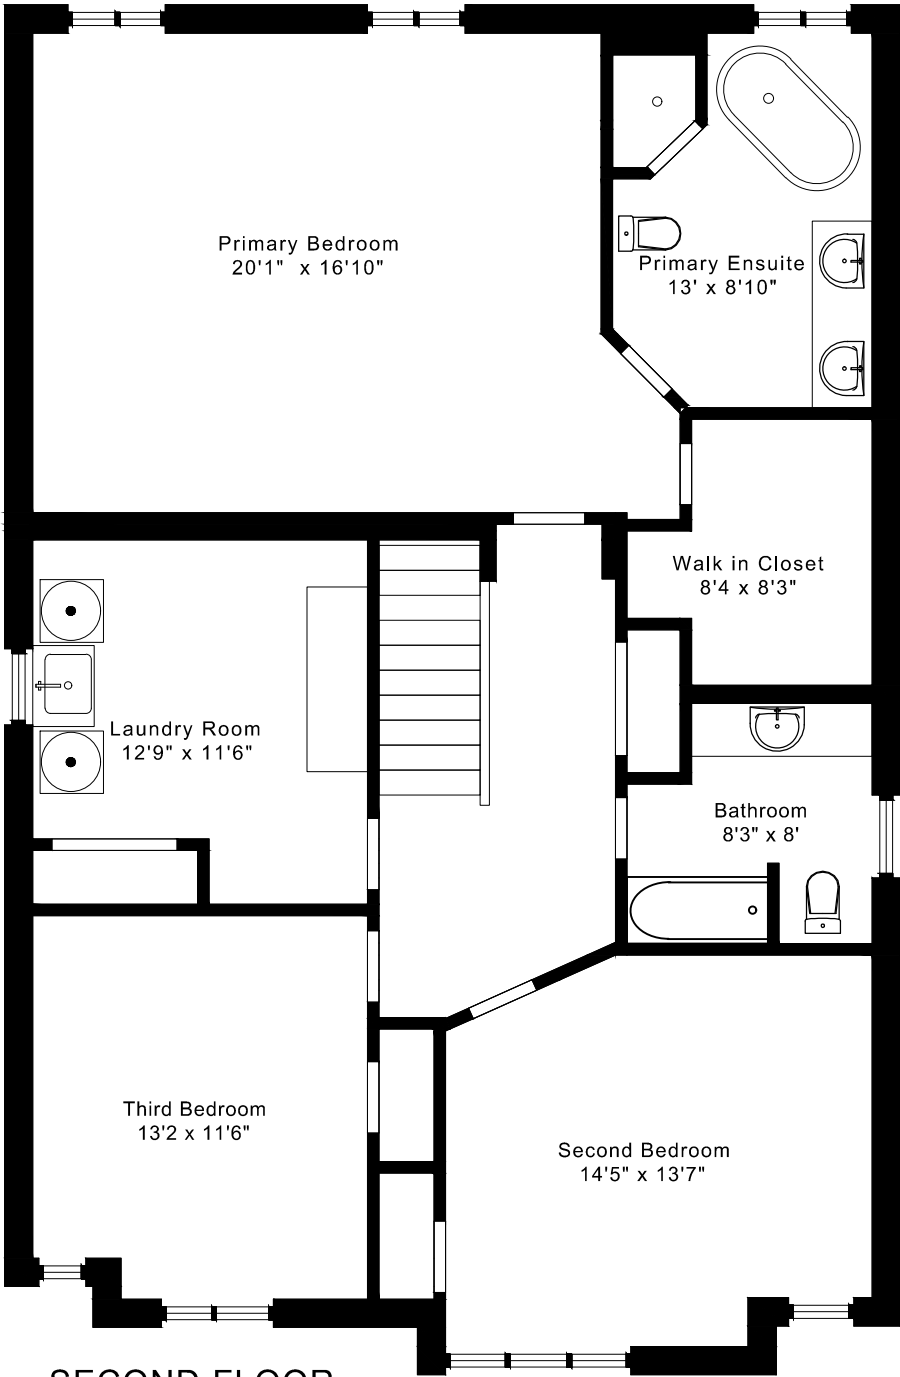 Primary Bedroom
20'1" x 16'10"
Primary Ensuite
13' x 8'10"
Walk in Closet
8'4 x 8'3"
Laundry Room
12'9" x 11'6"
Bathroom
8'3" x 8'
Third Bedroom
13'2 x 11'6"
Second Bedroom
14'5" x 13'7"
SECOND FLOOR